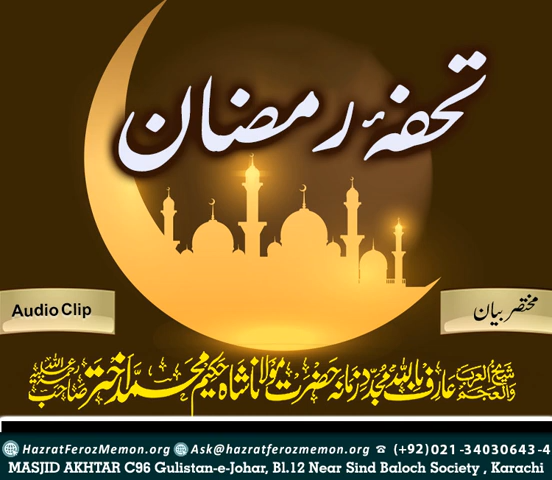 تحفۂ رمضان
Audio Clip
مختصر بیان
شیخ العرب والعجم عارف باللہ مجدد زمانہ حضرت مولانا شاہ حکیم محمد اختر صاحب رحمۃ اللہ علیہ
HazratFerozMemon.org Ask@hazratferozmemon.org (+92)021-34030643-4
MASJID AKHTAR C96 Gulistan-e-Johar, Bl.12 Near Sind Baloch Society , Karachi